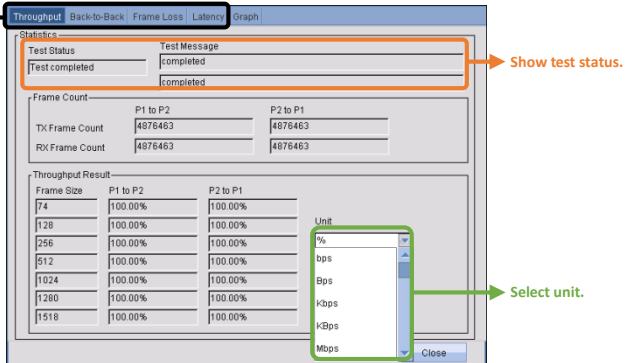 Throughput Back-to-Back Frame Loss Latency Graph
Statistics
Test Status Test Message
Test completed completed
completed
Show test status.
Frame Count
P1 to P2 P2 to P1
TX Frame Count 4876463 4876463
RX Frame Count 4876463 4876463
Throughput Result
Frame Size P1 to P2 P2 to P1
74 100.00% 100.00%
128 100.00% 100.00%
256 100.00% 100.00%
512 100.00% 100.00%
1024 100.00% 100.00%
1280 100.00% 100.00%
1518 100.00% 100.00%
Unit
%
bps
Bps
Kbps
KBps
Mbps
Select unit.
Close